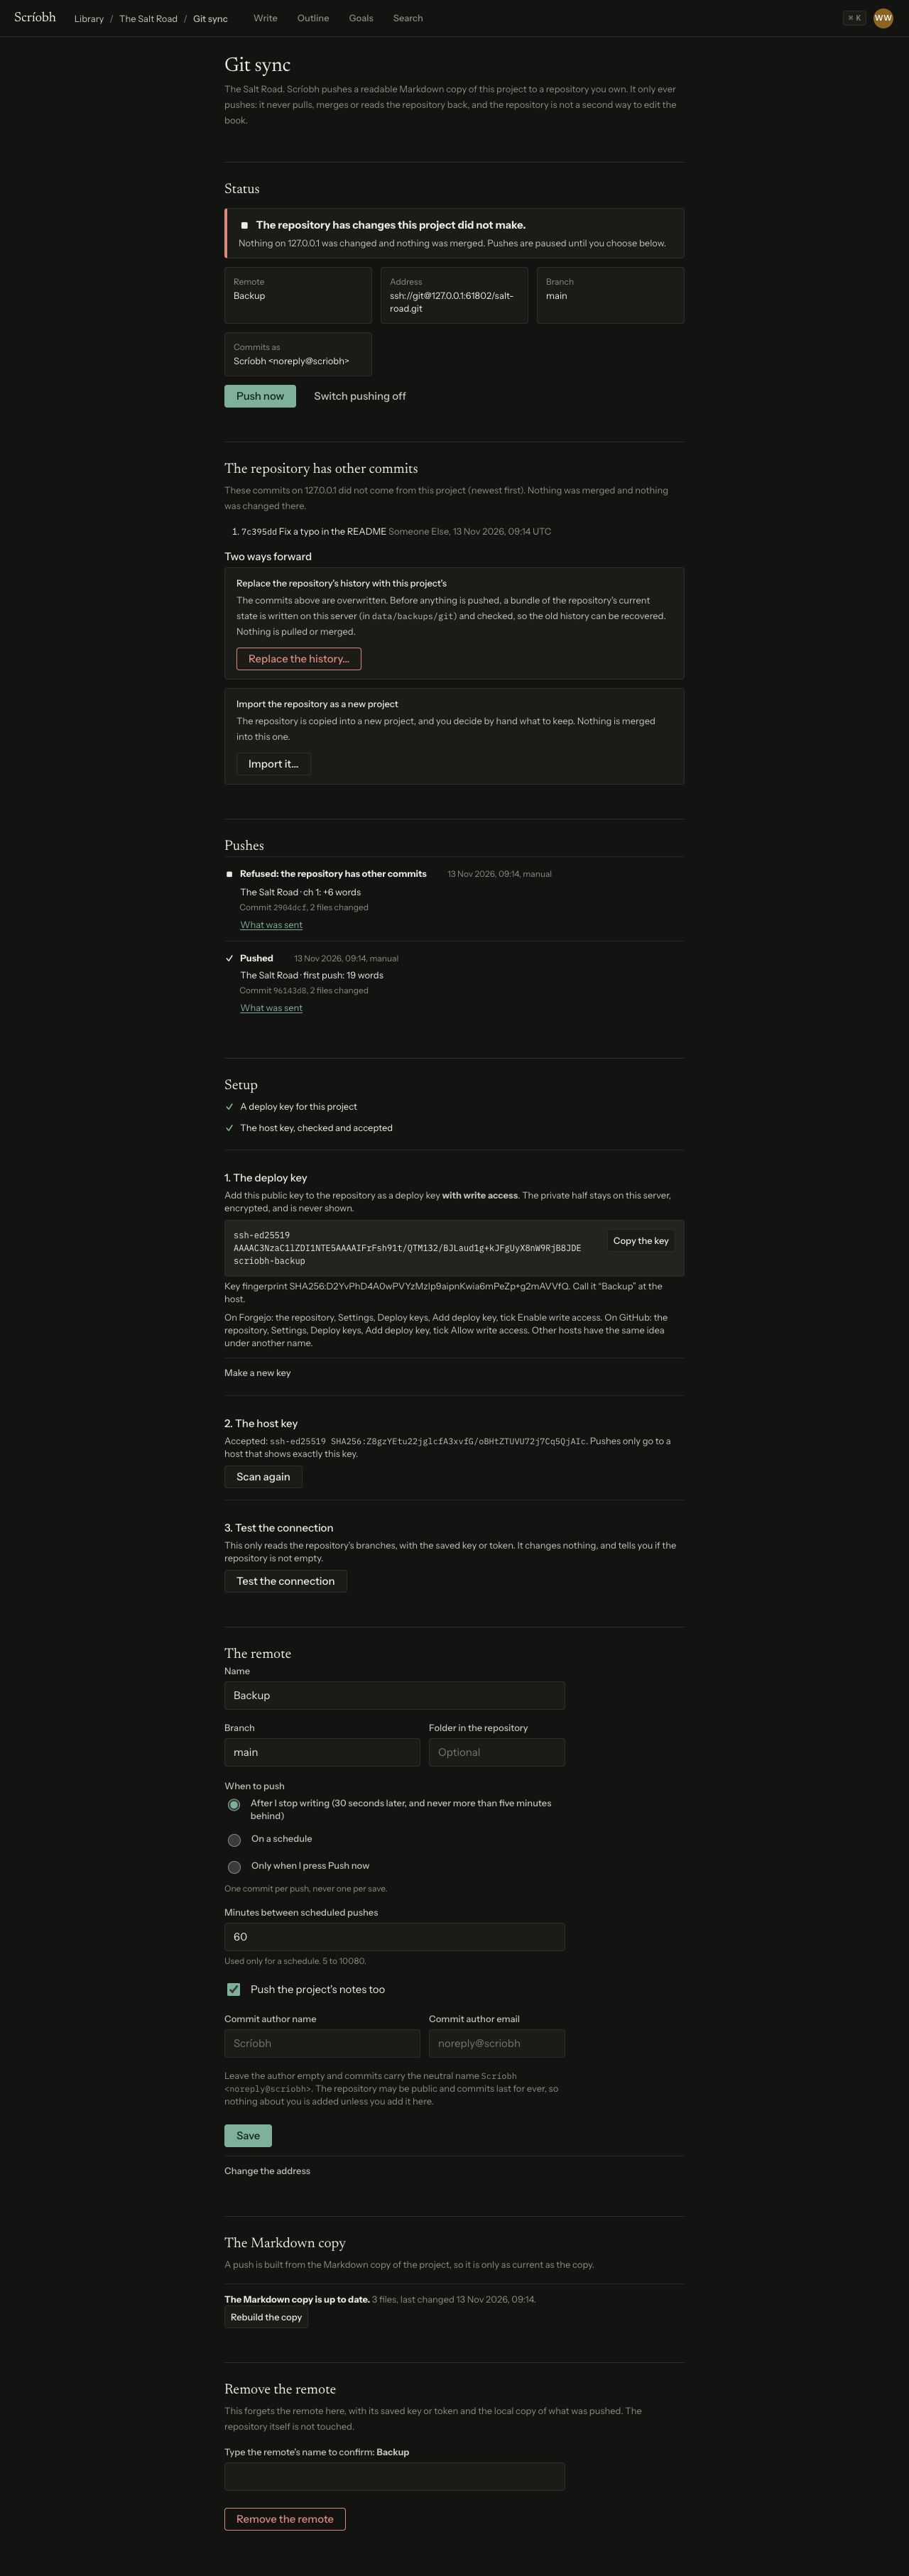 Scríobh
Library / The Salt Road / Git sync
Write
Outline
Goals
Search
⌘ K
WW
Git sync
The Salt Road. Scríobh pushes a readable Markdown copy of this project to a repository you own. It only ever
pushes: it never pulls, merges or reads the repository back, and the repository is not a second way to edit the
book.
Status
The repository has changes this project did not make.
Nothing on 127.0.0.1 was changed and nothing was merged. Pushes are paused until you choose below.
Remote
Backup
Address
ssh://git@127.0.0.1:61802/salt-
road.git
Branch
main
Commits as
Scríobh <noreply@scriobh>
Push now
Switch pushing off
The repository has other commits
These commits on 127.0.0.1 did not come from this project (newest first). Nothing was merged and nothing
was changed there.
1. 7c395dd Fix a typo in the README Someone Else, 13 Nov 2026, 09:14 UTC
Two ways forward
Replace the repository's history with this project's
The commits above are overwritten. Before anything is pushed, a bundle of the repository's current
state is written on this server (in data/backups/git) and checked, so the old history can be recovered.
Nothing is pulled or merged.
Replace the history…
Import the repository as a new project
The repository is copied into a new project, and you decide by hand what to keep. Nothing is merged
into this one.
Import it…
Pushes
Refused: the repository has other commits
13 Nov 2026, 09:14, manual
The Salt Road · ch 1: +6 words
Commit 2904dcf, 2 files changed
What was sent
Pushed
13 Nov 2026, 09:14, manual
The Salt Road · first push: 19 words
Commit 96143d8, 2 files changed
What was sent
Setup
A deploy key for this project
The host key, checked and accepted
1. The deploy key
Add this public key to the repository as a deploy key with write access. The private half stays on this server,
encrypted, and is never shown.
ssh-ed25519
AAAAC3NzaC1lZDI1NTE5AAAAIFrFsh91t/QTM132/BJLaud1g+kJFgUyX8nW9RjB8JDE
scriobh-backup
Copy the key
Key fingerprint SHA256:D2YvPhD4A0wPVYzMzlp9aipnKwia6mPeZp+g2mAVVfQ. Call it “Backup” at the
host.
On Forgejo: the repository, Settings, Deploy keys, Add deploy key, tick Enable write access. On GitHub: the
repository, Settings, Deploy keys, Add deploy key, tick Allow write access. Other hosts have the same idea
under another name.
Make a new key
2. The host key
Accepted: ssh-ed25519 SHA256:Z8gzYEtu22jglcfA3xvfG/oBHtZTUVU72j7Cq5QjAIc. Pushes only go to a
host that shows exactly this key.
Scan again
3. Test the connection
This only reads the repository's branches, with the saved key or token. It changes nothing, and tells you if the
repository is not empty.
Test the connection
The remote
Name
Backup
Branch
Folder in the repository
main
Optional
When to push
After I stop writing (30 seconds later, and never more than five minutes
behind)
On a schedule
Only when I press Push now
One commit per push, never one per save.
Minutes between scheduled pushes
60
Used only for a schedule. 5 to 10080.
Push the project's notes too
Commit author name
Commit author email
Scríobh
noreply@scriobh
Leave the author empty and commits carry the neutral name Scríobh
<noreply@scriobh>. The repository may be public and commits last for ever, so
nothing about you is added unless you add it here.
Save
Change the address
The Markdown copy
A push is built from the Markdown copy of the project, so it is only as current as the copy.
The Markdown copy is up to date. 3 files, last changed 13 Nov 2026, 09:14.
Rebuild the copy
Remove the remote
This forgets the remote here, with its saved key or token and the local copy of what was pushed. The
repository itself is not touched.
Type the remote's name to confirm: Backup
Remove the remote